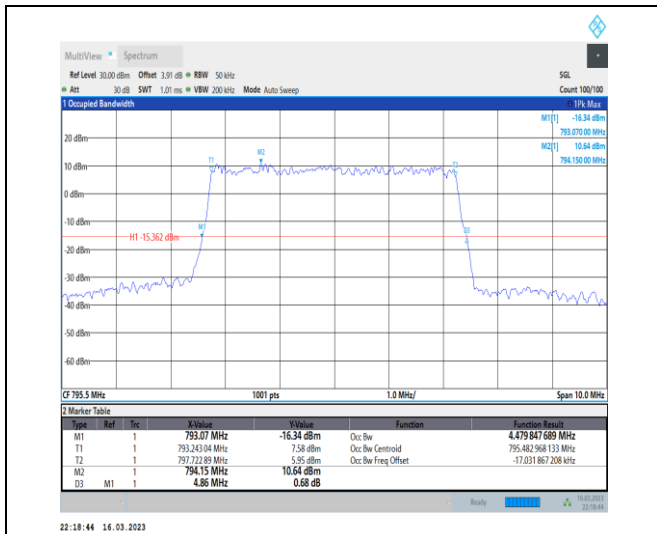 MultiView Spectrum
Ref Level 30.00 dBm Offset 3.91 dB RBW 50 kHz SGL
Att 30 dB SWT 1.01 ms VBW 200 kHz Mode Auto Sweep Count 100/100
1 Occupied Bandwidth 1Pk Max
M1[1] -16.34 dBm
793.070 00 MHz
M2[1] 10.64 dBm
794.150 00 MHz
20 dBm
M2
T1 T2
10 dBm
0 dBm
-10 dBm
M1 D3
H1 -15.362 dBm
-20 dBm
-30 dBm
-40 dBm
-50 dBm
-60 dBm
CF 795.5 MHz 1001 pts 1.0 MHz/ Span 10.0 MHz
2 Marker Table
Type Ref Trc X-Value Y-Value Function Function Result
M1 1 793.07 MHz -16.34 dBm Occ Bw 4.479 847 689 MHz
T1 1 793.243 04 MHz 7.58 dBm Occ Bw Centroid 795.482 968 133 MHz
T2 1 797.722 89 MHz 5.95 dBm Occ Bw Freq Offset -17.031 867 208 kHz
M2 1 794.15 MHz 10.64 dBm
D3 M1 1 4.86 MHz 0.68 dB
Ready 16.03.2023
22:18:44
22:18:44 16.03.2023